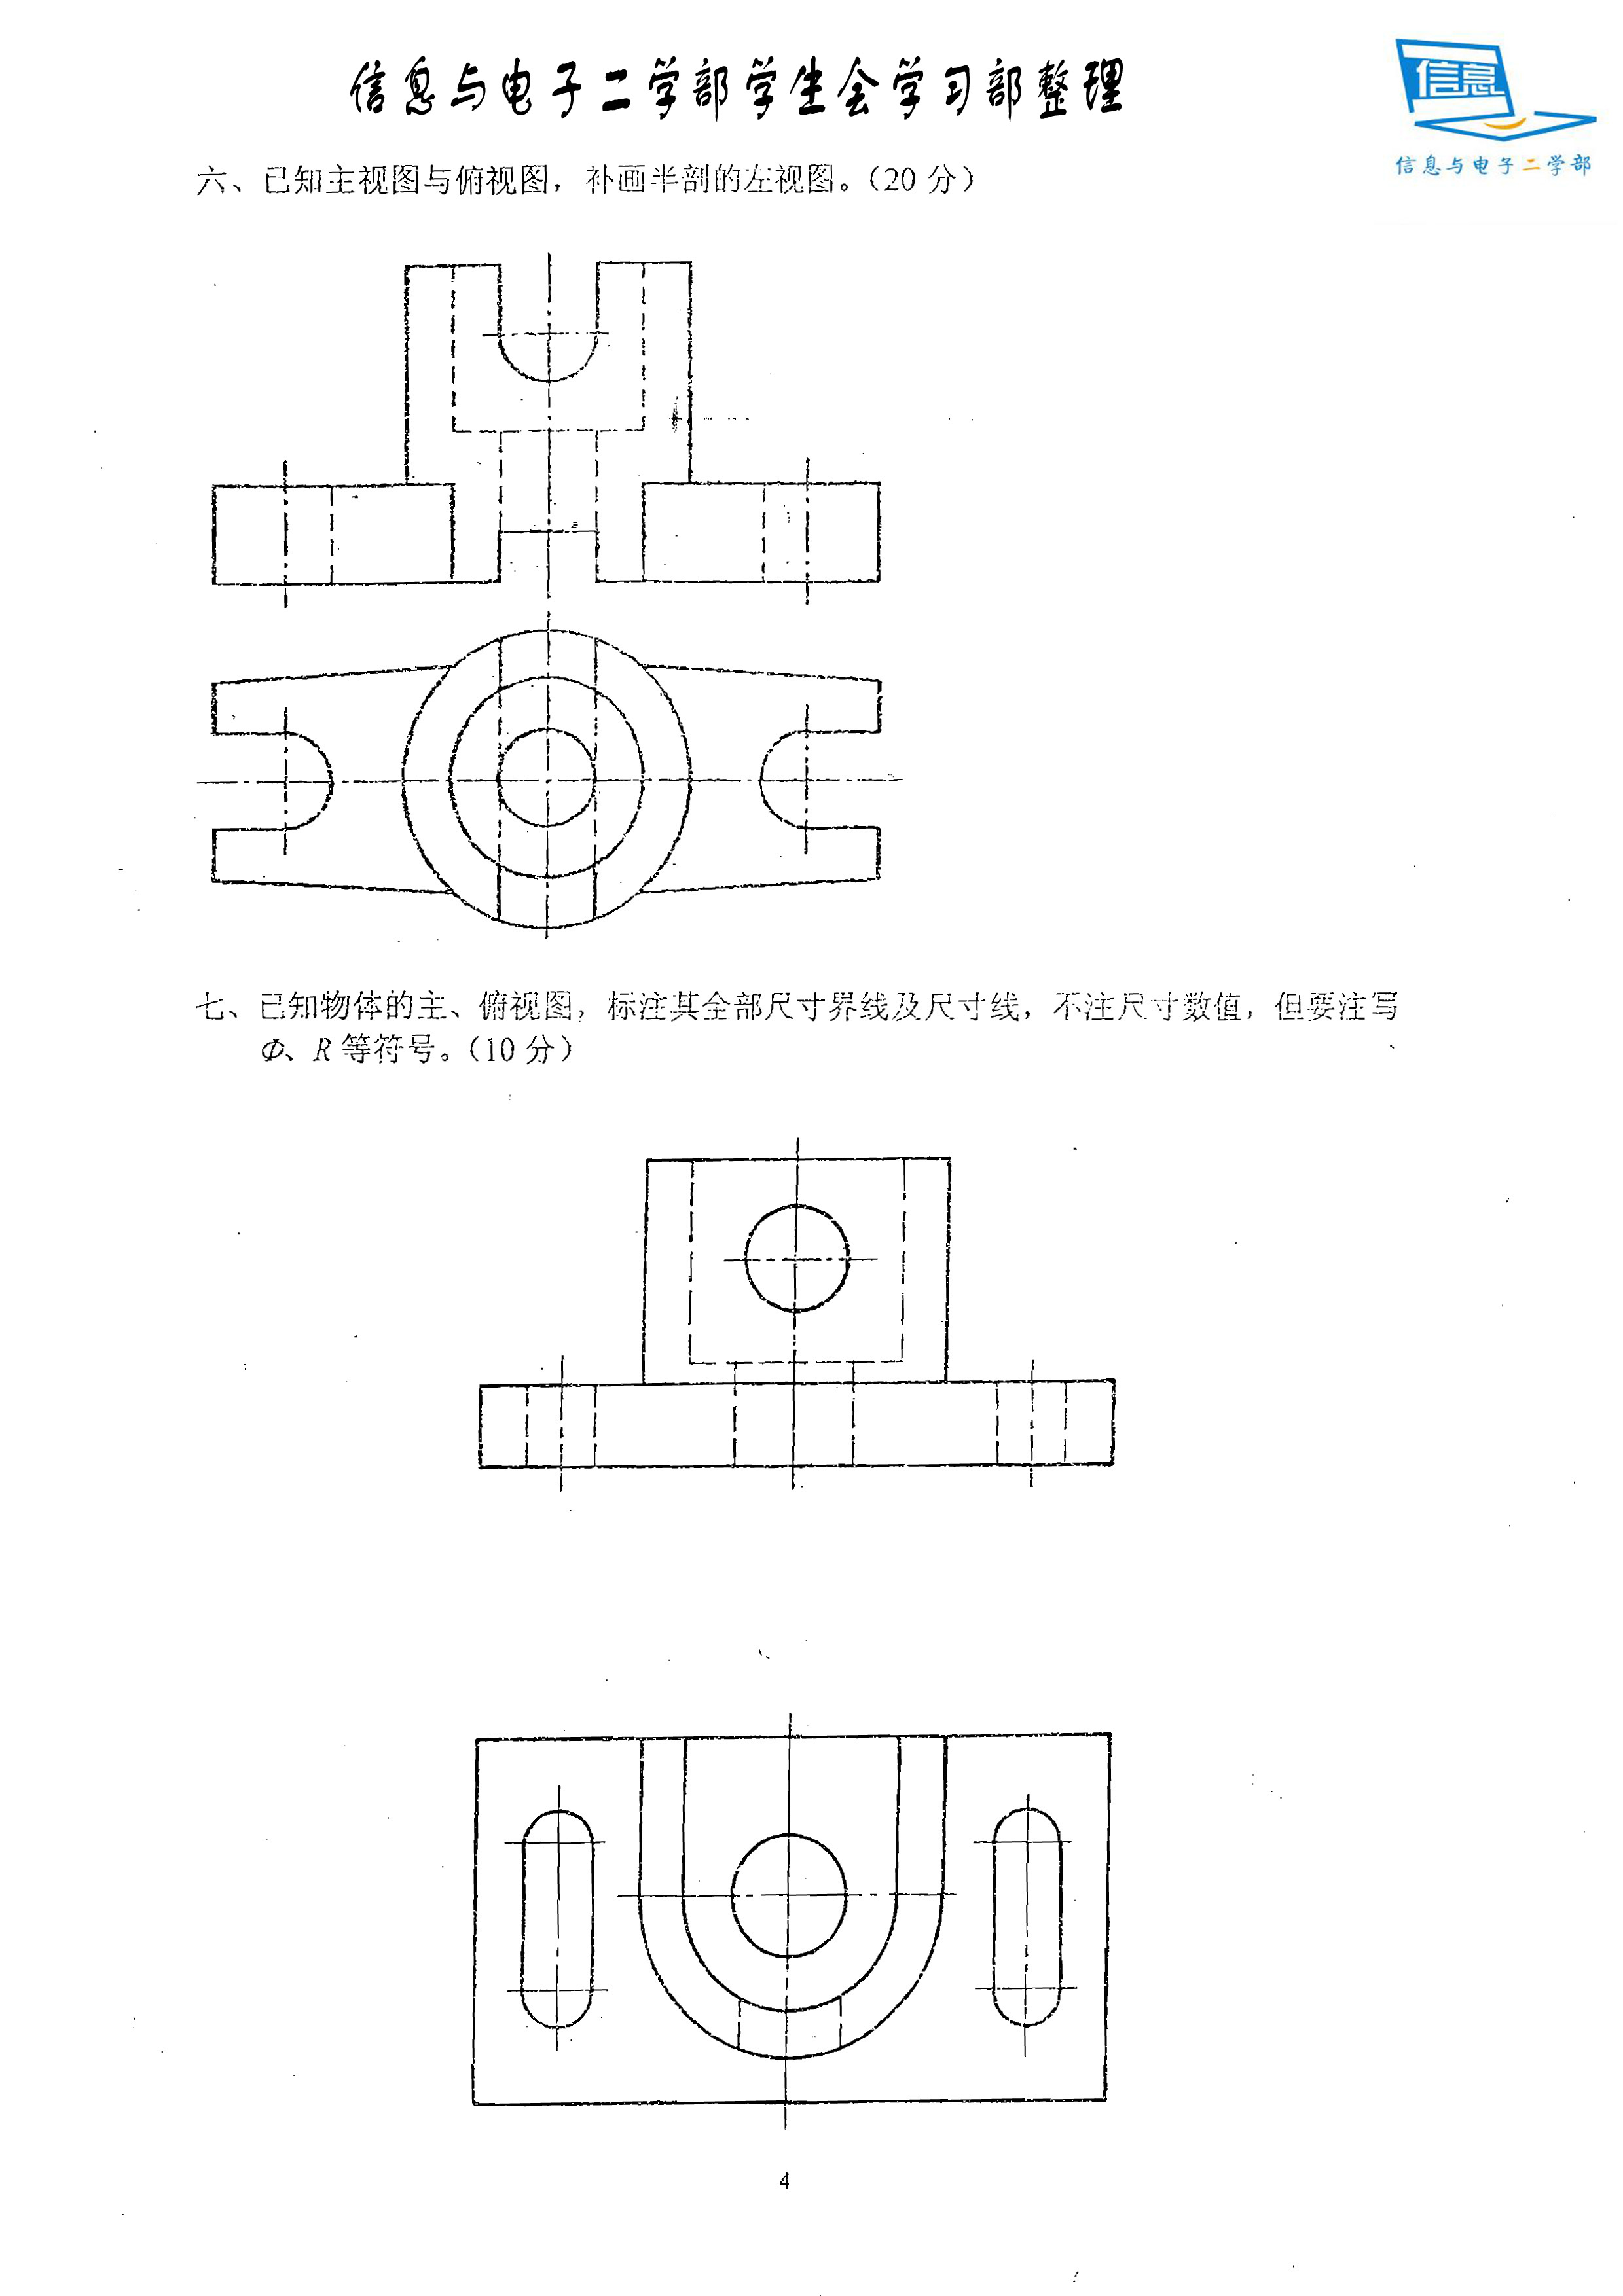 信息与电子二学部学生会学习部整理
信息
信息与电子二学部
六、已知主视图与俯视图，补画半剖的左视图。（20 分）
七、已知物体的主、俯视图，标注其全部尺寸界线及尺寸线，不注尺寸数值，但要注写
Φ、R 等符号。（10 分）
4